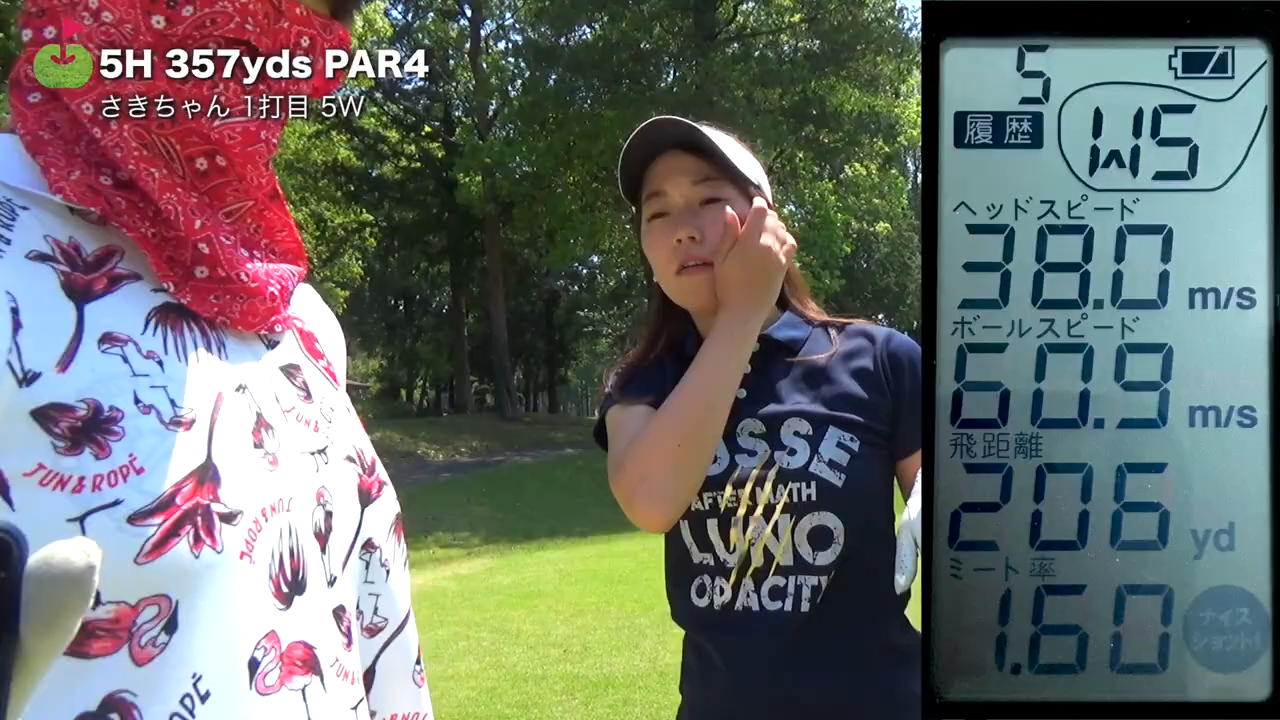 5H 357yds PAR4
さきちゃん 1打目 5W
JUN & ROPÉ
JUN & ROPÉ
JUN & ROPÉ
OSSE
AFTERMATH
LUNO
OPACITY
5
履歴
W5
ヘッドスピード
38.0 m/s
ボールスピード
60.9 m/s
飛距離
206 yd
ミート率
1.60
ナイス
ショット!